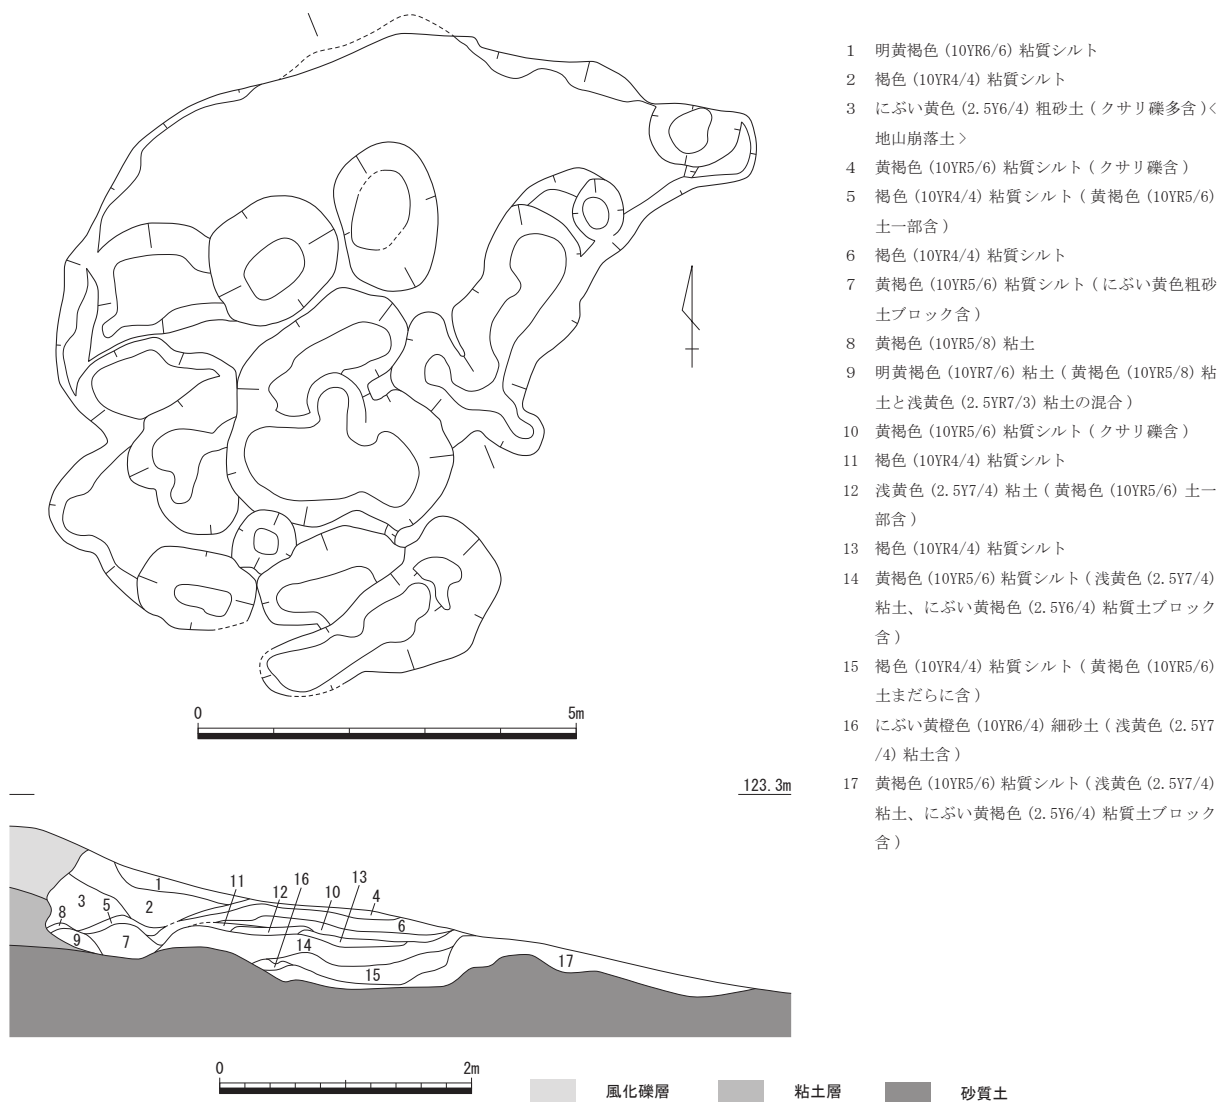 1 明黄褐色 (10YR6/6) 粘質シルト
2 褐色 (10YR4/4) 粘質シルト
3 にぶい黄色 (2.5Y6/4) 粗砂土 ( クサリ礫多含 )<
地山崩落土 >
4 黄褐色 (10YR5/6) 粘質シルト ( クサリ礫含 )
5 褐色 (10YR4/4) 粘質シルト ( 黄褐色 (10YR5/6)
土一部含 )
6 褐色 (10YR4/4) 粘質シルト
7 黄褐色 (10YR5/6) 粘質シルト ( にぶい黄色粗砂
土ブロック含 )
8 黄褐色 (10YR5/8) 粘土
9 明黄褐色 (10YR7/6) 粘土 ( 黄褐色 (10YR5/8) 粘
土と浅黄色 (2.5YR7/3) 粘土の混合 )
10 黄褐色 (10YR5/6) 粘質シルト ( クサリ礫含 )
11 褐色 (10YR4/4) 粘質シルト
12 浅黄色 (2.5Y7/4) 粘土 ( 黄褐色 (10YR5/6) 土一
部含 )
13 褐色 (10YR4/4) 粘質シルト
14 黄褐色 (10YR5/6) 粘質シルト ( 浅黄色 (2.5Y7/4)
粘土、にぶい黄褐色 (2.5Y6/4) 粘質土ブロック
含 )
15 褐色 (10YR4/4) 粘質シルト ( 黄褐色 (10YR5/6)
土まだらに含 )
16 にぶい黄橙色 (10YR6/4) 細砂土 ( 浅黄色 (2.5Y7
/4) 粘土含 )
17 黄褐色 (10YR5/6) 粘質シルト ( 浅黄色 (2.5Y7/4)
粘土、にぶい黄褐色 (2.5Y6/4) 粘質土ブロック
含 )
0 5m
123.3m
1
2
3
5
8
9
7
11
12
16
10
13
4
6
14
15
17
0 2m
風化礫層 粘土層 砂質土